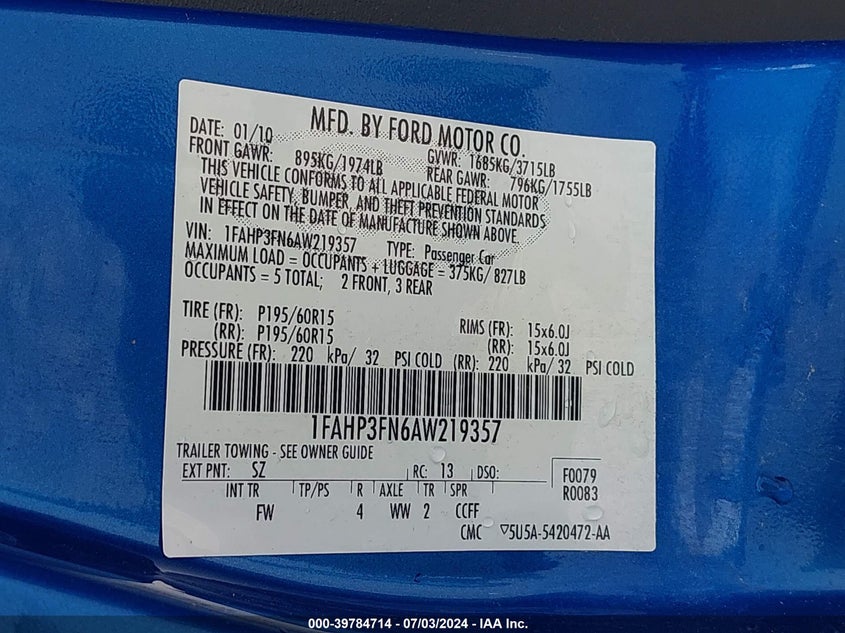 MFD. BY FORD MOTOR CO.
DATE: 01/10 GVWR: 1685KG/3715LB
FRONT GAWR: 895KG/1974LB REAR GAWR: 796KG/1755LB
THIS VEHICLE CONFORMS TO ALL APPLICABLE FEDERAL MOTOR
VEHICLE SAFETY, BUMPER, AND THEFT PREVENTION STANDARDS
IN EFFECT ON THE DATE OF MANUFACTURE SHOWN ABOVE.
VIN: 1FAHP3FN6AW219357 TYPE: Passenger Car
MAXIMUM LOAD = OCCUPANTS + LUGGAGE = 375KG/ 827LB
OCCUPANTS = 5 TOTAL; 2 FRONT, 3 REAR
TIRE (FR): P195/60R15 RIMS (FR): 15x6.0J
(RR): P195/60R15 (RR): 15x6.0J
PRESSURE (FR): 220 kPa/ 32 PSI COLD (RR): 220 kPa/ 32 PSI COLD
1FAHP3FN6AW219357
TRAILER TOWING - SEE OWNER GUIDE
EXT PNT: SZ RC: 13 DSO: F0079
R0083
INT TR TP/PS R AXLE TR SPR
FW 4 WW 2 CCFF
CMC ▽5U5A-5420472-AA
000-39784714 - 07/03/2024 - IAA Inc.